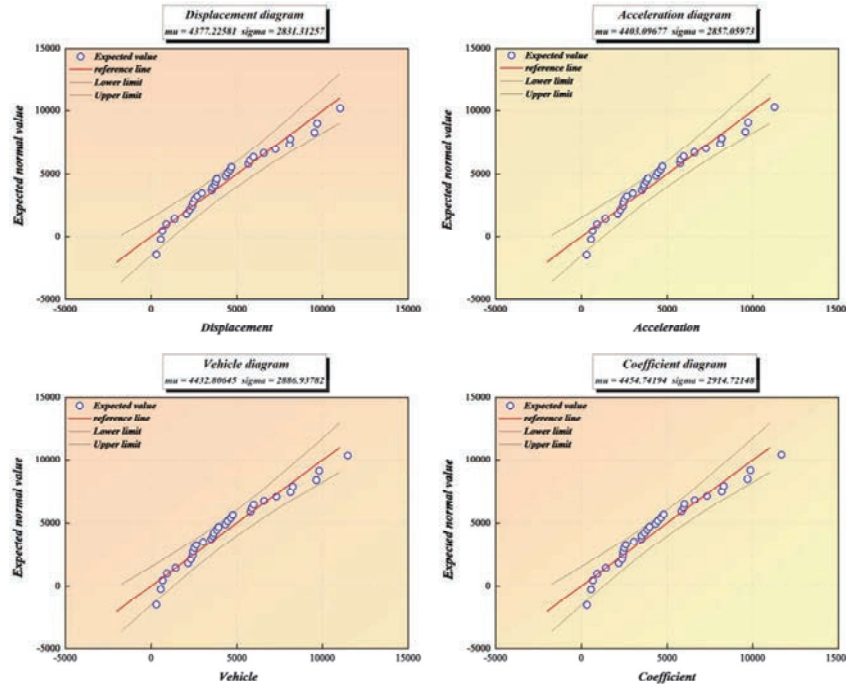 Displacement diagram
mu = 4377.22581 sigma = 2831.31257
15000
10000
5000
0
-5000
Expected normal value
Expected value
reference line
Lower limit
Upper limit
-5000 0 5000 10000 15000
Displacement
Acceleration diagram
mu = 4403.09677 sigma = 2857.05973
15000
10000
5000
0
-5000
Expected normal value
Expected value
reference line
Lower limit
Upper limit
-5000 0 5000 10000 15000
Acceleration
Vehicle diagram
mu = 4432.80645 sigma = 2886.93782
15000
10000
5000
0
-5000
Expected normal value
Expected value
reference line
Lower limit
Upper limit
-5000 0 5000 10000 15000
Vehicle
Coefficient diagram
mu = 4454.74194 sigma = 2914.72148
15000
10000
5000
0
-5000
Expected normal value
Expected value
reference line
Lower limit
Upper limit
-5000 0 5000 10000 1500
Coefficient